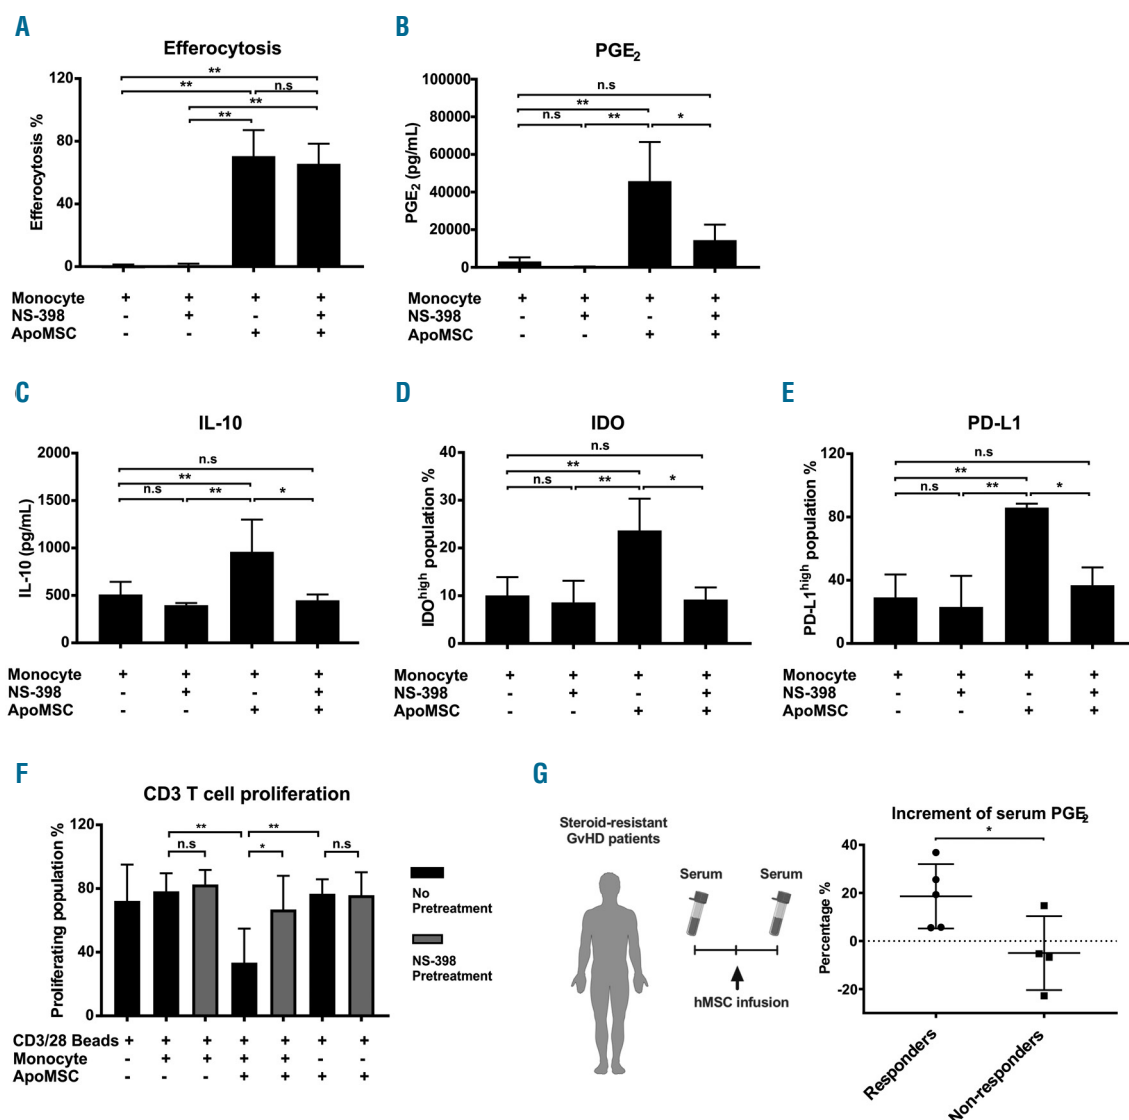 A
Efferocytosis
**
** n.s
**
**
120
80
40
0
Efferocytosis %
Monocyte + + + +
NS-398 - + - +
ApoMSC - - + +
B
PGE2
n.s
**
n.s ** *
100000
80000
60000
40000
20000
0
PGE2 (pg/mL)
Monocyte + + + +
NS-398 - + - +
ApoMSC - - + +
C
IL-10
n.s
**
n.s ** *
2000
1500
1000
500
0
IL-10 (pg/mL)
Monocyte + + + +
NS-398 - + - +
ApoMSC - - + +
D
IDO
n.s
**
n.s ** *
40
30
20
10
0
IDOhigh population %
Monocyte + + + +
NS-398 - + - +
ApoMSC - - + +
E
PD-L1
n.s
**
n.s ** *
120
80
40
0
PD-L1high population %
Monocyte + + + +
NS-398 - + - +
ApoMSC - - + +
F
CD3 T cell proliferation
** **
n.s * n.s
120
80
40
0
Proliferating population %
No
Pretreatment
NS-398
Pretreatment
CD3/28 Beads + + + + + + +
Monocyte - + + + + - -
ApoMSC - - - + + + +
G
Steroid-resistant
GvHD patients
Serum Serum
hMSC infusion
Increment of serum PGE2
*
40
20
0
-20
Percentage %
Responders
Non-responders